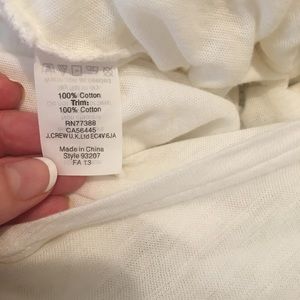 100% Cotton
Trim:
100% Cotton
RN77388
CA56445
J.CREW U.K.Ltd EC4V 6JA
Made in China
Style 93207
FA 13